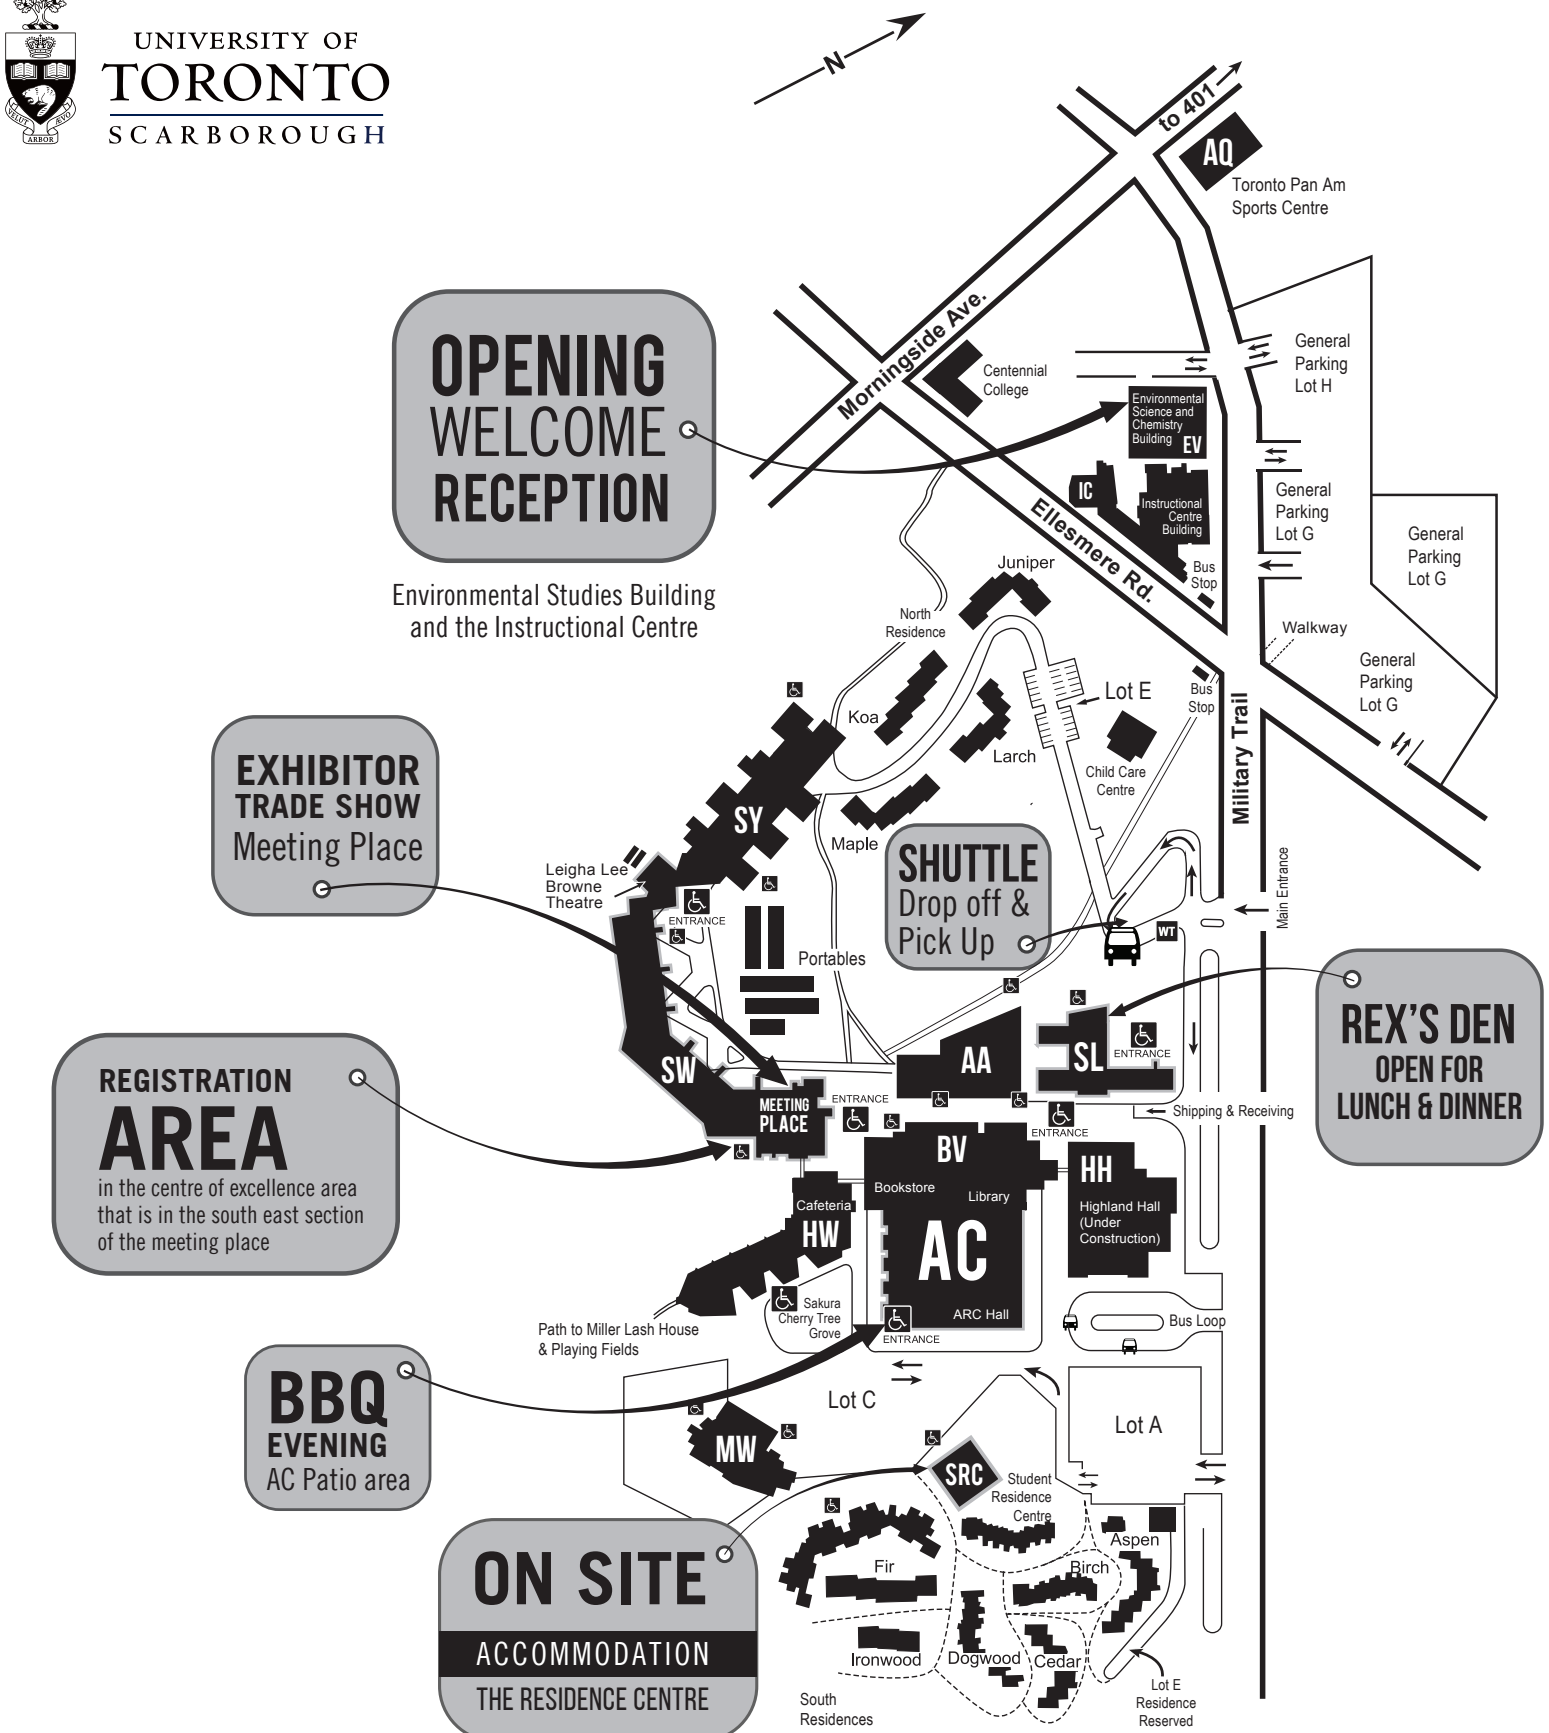 UNIVERSITY OF
TORONTO
SCARBOROUGH
VELUT
ÆVO
ARBOR
N
to 401
AQ
Toronto Pan Am
Sports Centre
OPENING
WELCOME
RECEPTION
Environmental Studies Building
and the Instructional Centre
Morningside Ave.
Centennial
College
General
Parking
Lot H
Environmental
Science and
Chemistry
Building EV
IC
Instructional
Centre
Building
General
Parking
Lot G
General
Parking
Lot G
Ellesmere Rd.
Bus
Stop
Juniper
North
Residence
Walkway
General
Parking
Lot G
Koa
Lot E
Bus
Stop
Larch
Child Care
Centre
Military Trail
EXHIBITOR
TRADE SHOW
Meeting Place
SY
Maple
Leigha Lee
Browne
Theatre
ENTRANCE
SHUTTLE
Drop off &
Pick Up
WT
Main Entrance
Portables
REX'S DEN
OPEN FOR
LUNCH & DINNER
REGISTRATION
AREA
in the centre of excellence area
that is in the south east section
of the meeting place
SW
AA
SL
ENTRANCE
MEETING
PLACE
ENTRANCE
ENTRANCE
Shipping & Receiving
BV
Bookstore
Library
HH
Highland Hall
(Under
Construction)
Cafeteria
HW
AC
ARC Hall
Sakura
Cherry Tree
Grove
ENTRANCE
Bus Loop
Path to Miller Lash House
& Playing Fields
BBQ
EVENING
AC Patio area
Lot C
Lot A
MW
SRC
Student
Residence
Centre
ON SITE
ACCOMMODATION
THE RESIDENCE CENTRE
Fir
Birch
Aspen
Ironwood
Dogwood
Cedar
South
Residences
Lot E
Residence
Reserved